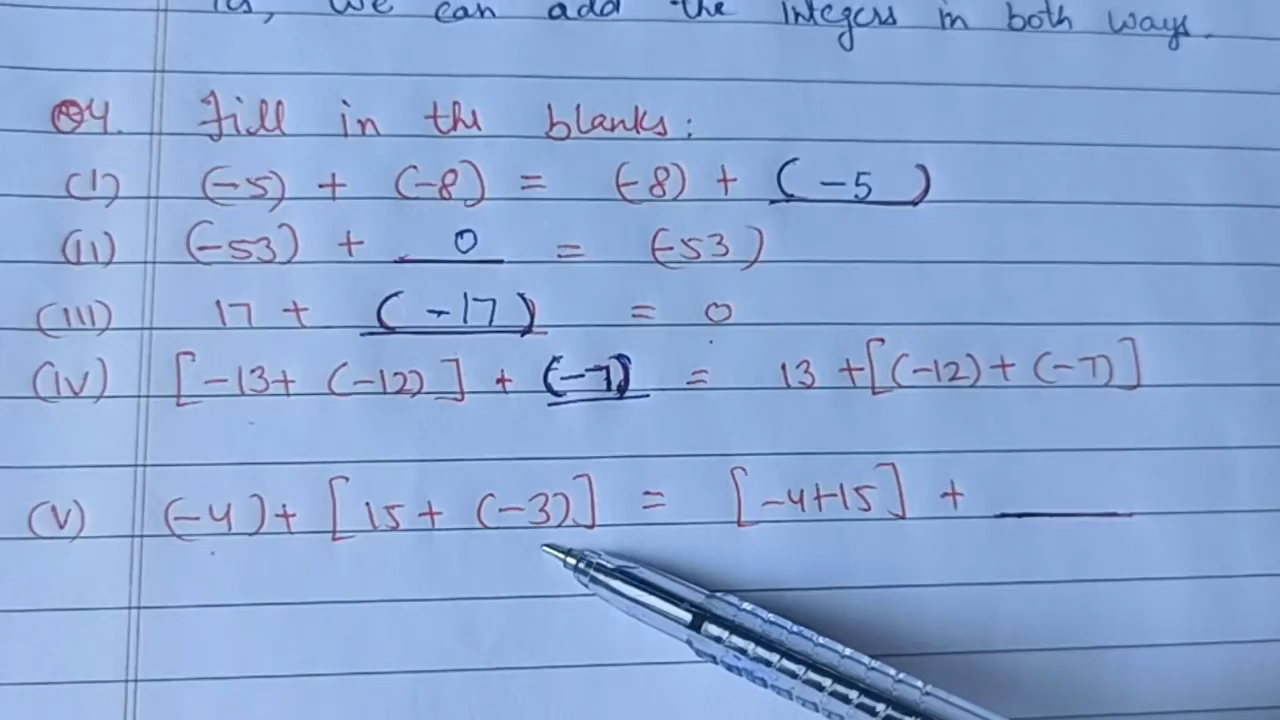 we can add the integers in both ways.
Q4. Fill in the blanks:
(I) (-5) + (-8) = (-8) + (-5)
(II) (-53) + 0 = (-53)
(III) 17 + (-17) = 0
(IV) [-13+ (-12)] + (-7) = 13 +[(-12) + (-7)]
(V) (-4)+ [15 + (-3)] = [-4+15] + ____